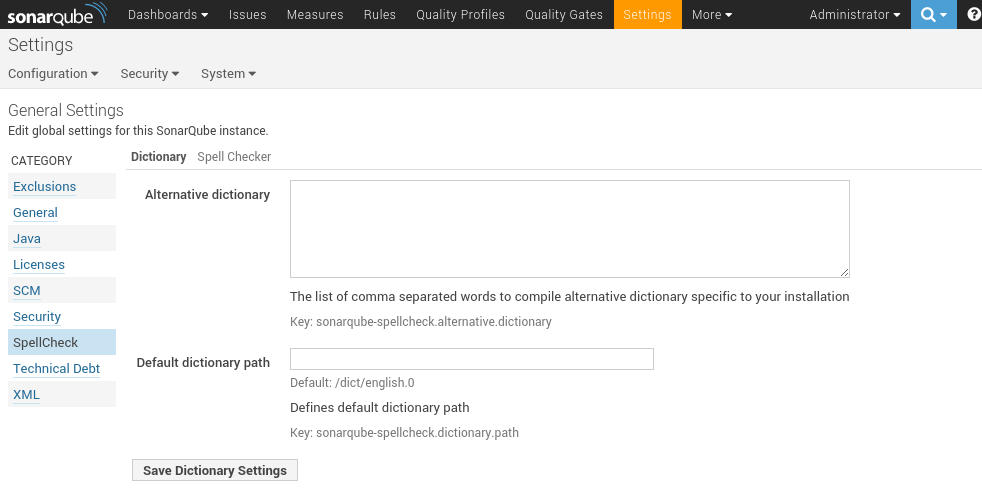 sonarqube Dashboards Issues Measures Rules Quality Profiles Quality Gates Settings More Administrator ?
Settings
Configuration Security System
General Settings
Edit global settings for this SonarQube instance.
CATEGORY
Exclusions
General
Java
Licenses
SCM
Security
SpellCheck
Technical Debt
XML
Dictionary Spell Checker
Alternative dictionary
The list of comma separated words to compile alternative dictionary specific to your installation
Key: sonarqube-spellcheck.alternative.dictionary
Default dictionary path
Default: /dict/english.0
Defines default dictionary path
Key: sonarqube-spellcheck.dictionary.path
Save Dictionary Settings